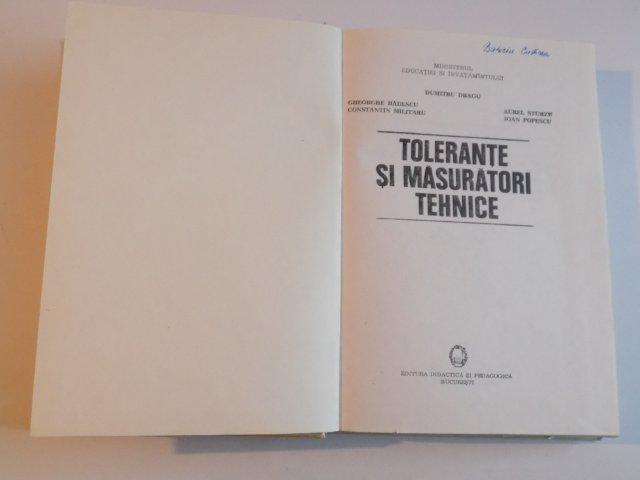 MINISTERUL
EDUCAȚIEI ȘI ÎNVĂȚĂMÎNTULUI
DUMITRU DRAGU
GHEORGHE BĂDESCU
AUREL STURZU
CONSTANTIN MILITARU
IOAN POPESCU
TOLERANȚE
ȘI MĂSURĂTORI
TEHNICE
EDITURA DIDACTICĂ ȘI PEDAGOGICĂ
BUCUREȘTI